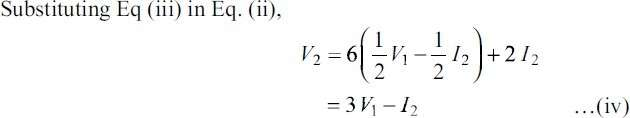 Substituting Eq (iii) in Eq. (ii),
V₂ = 6(1/2 V₁ − 1/2 I₂) + 2 I₂
= 3 V₁ − I₂ ...(iv)